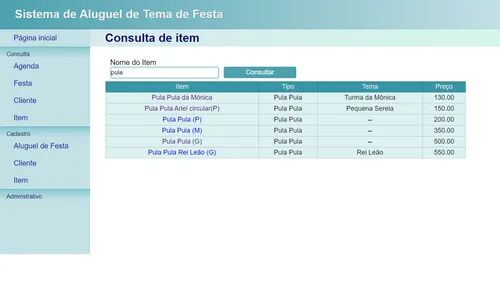 Sistema de Aluguel de Tema de Festa
Página inicial
Consulta
Agenda
Festa
Cliente
Item
Cadastro
Aluguel de Festa
Cliente
Item
Adminstrativo
Consulta de item
Nome do Item
pula Consultar
Item Tipo Tema Preço
Pula Pula da Mônica Pula Pula Turma da Mônica 130.00
Pula Pula Ariel circular(P) Pula Pula Pequena Sereia 150.00
Pula Pula (P) Pula Pula -- 200.00
Pula Pula (M) Pula Pula -- 350.00
Pula Pula (G) Pula Pula -- 500.00
Pula Pula Rei Leão (G) Pula Pula Rei Leão 550.00